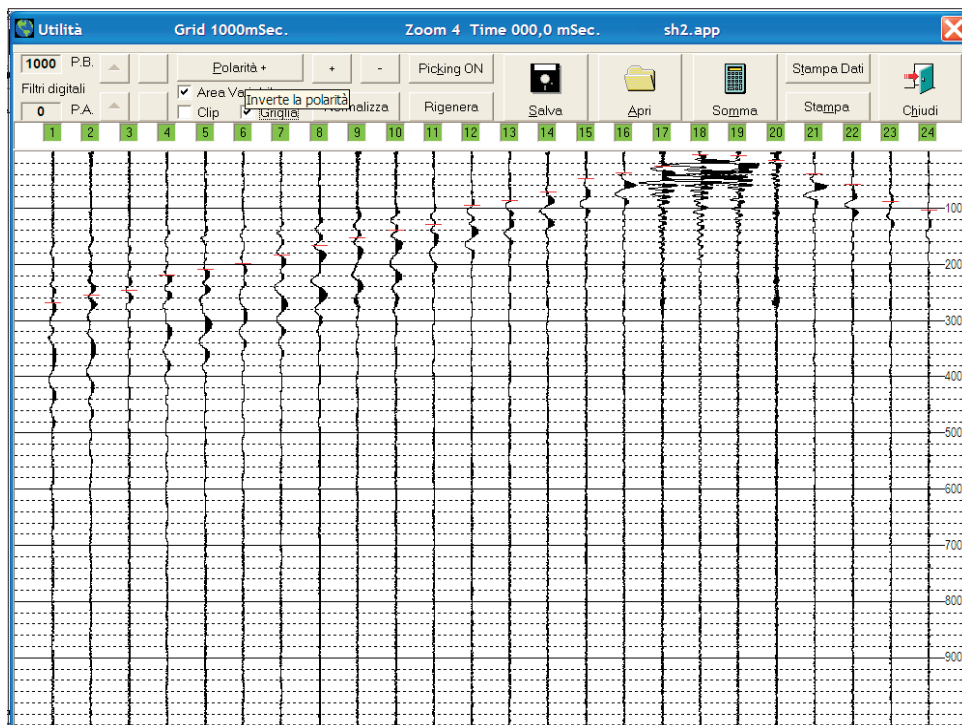 Utilità Grid 1000mSec. Zoom 4 Time 000,0 mSec. sh2.app
1000 P.B. Polarità + + - Picking ON Stampa Dati
Filtri digitali Area Inverte la polarità
0 P.A. Clip Griglia Rigenera Salva Apri Somma Stampa Chiudi
1 2 3 4 5 6 7 8 9 10 11 12 13 14 15 16 17 18 19 20 21 22 23 24
100
200
300
400
500
600
700
800
900